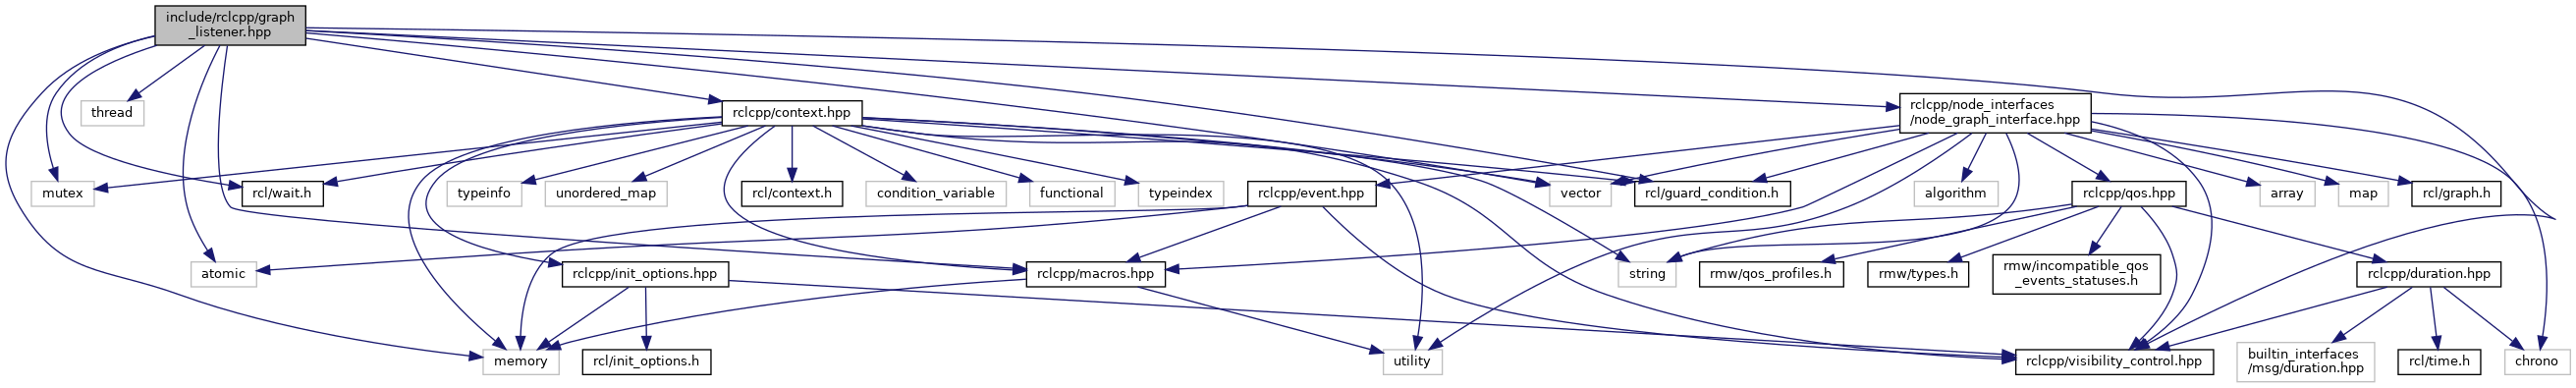 include/rclcpp/graph
_listener.hpp
thread
rclcpp/context.hpp
rclcpp/node_interfaces
/node_graph_interface.hpp
mutex
rcl/wait.h
typeinfo
unordered_map
rcl/context.h
condition_variable
functional
typeindex
rclcpp/event.hpp
vector
rcl/guard_condition.h
algorithm
rclcpp/qos.hpp
array
map
rcl/graph.h
atomic
rclcpp/init_options.hpp
rclcpp/macros.hpp
string
rmw/qos_profiles.h
rmw/types.h
rmw/incompatible_qos
_events_statuses.h
rclcpp/duration.hpp
memory
rcl/init_options.h
utility
rclcpp/visibility_control.hpp
builtin_interfaces
/msg/duration.hpp
rcl/time.h
chrono